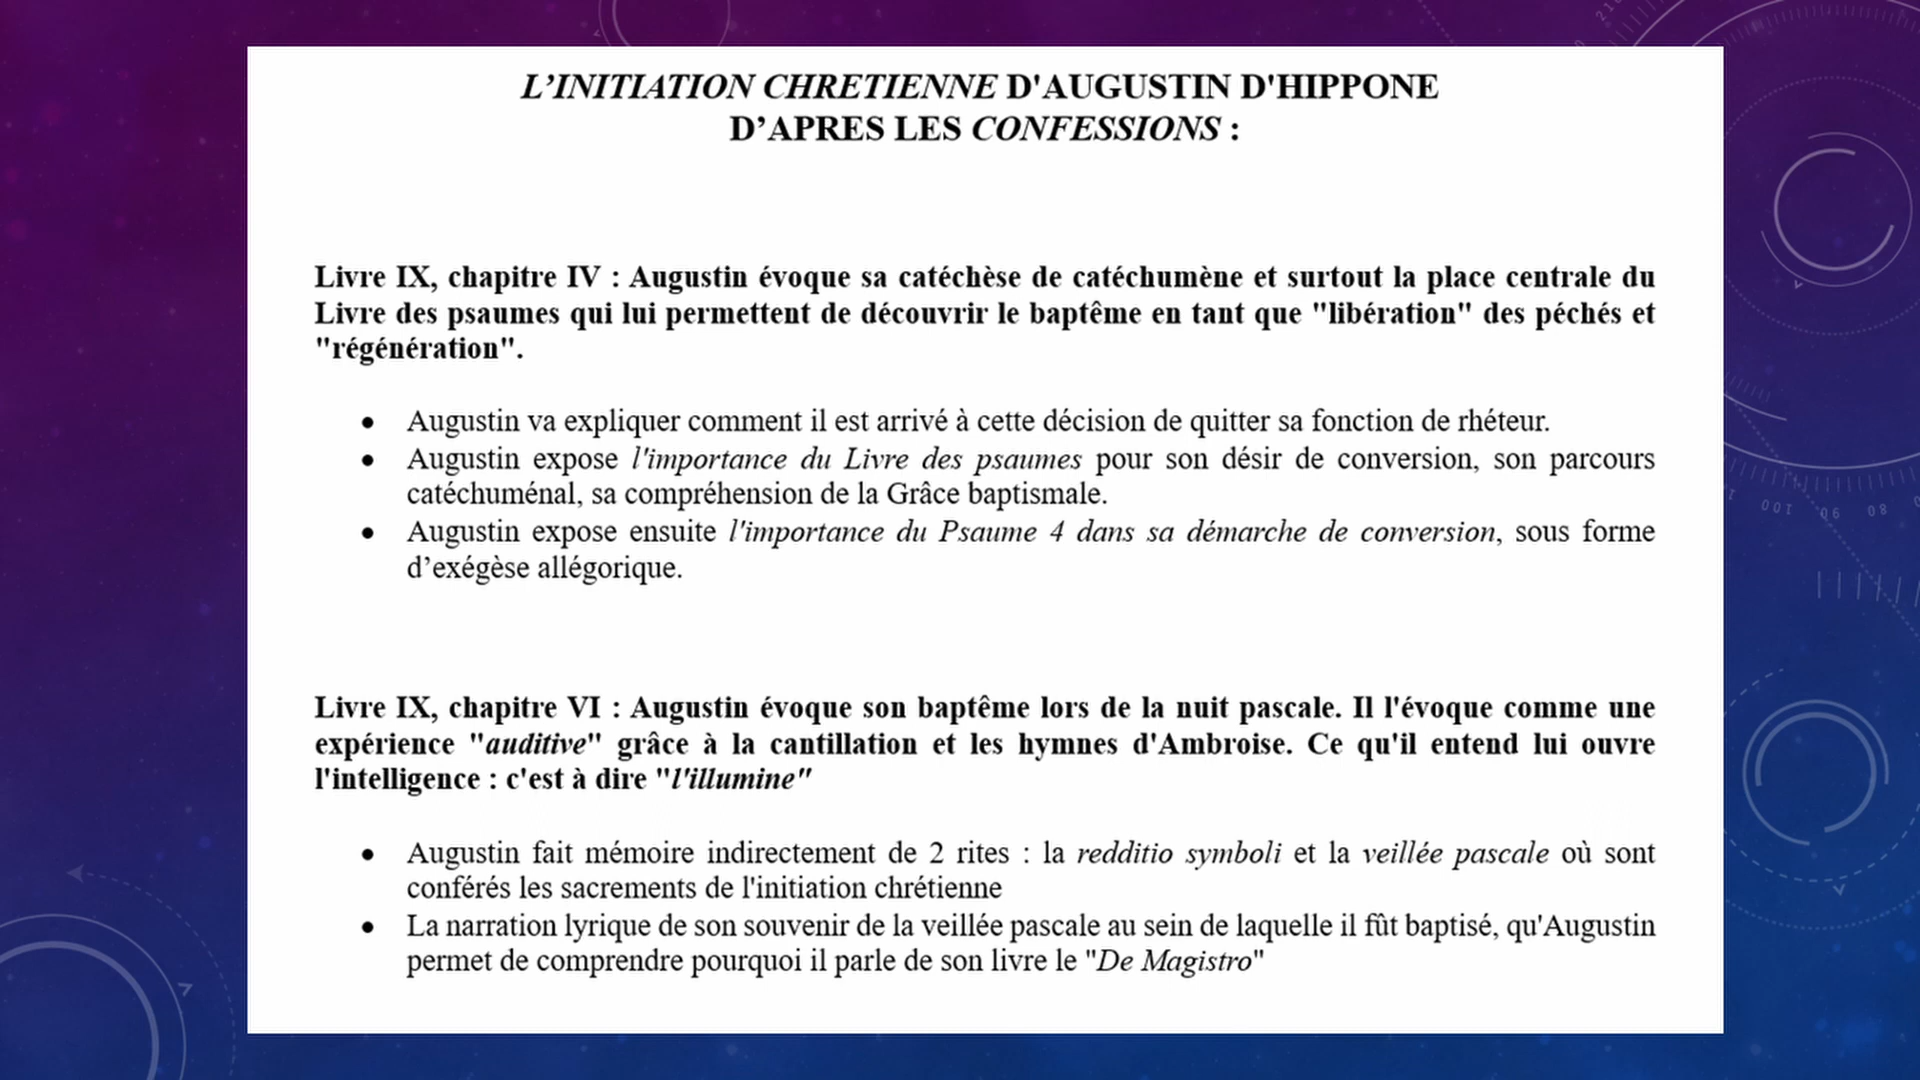 L’INITIATION CHRETIENNE D'AUGUSTIN D'HIPPONE
D’APRES LES CONFESSIONS :
Livre IX, chapitre IV : Augustin évoque sa catéchèse de catéchumène et surtout la place centrale du
Livre des psaumes qui lui permettent de découvrir le baptême en tant que "libération" des péchés et
"régénération".
• Augustin va expliquer comment il est arrivé à cette décision de quitter sa fonction de rhéteur.
• Augustin expose l'importance du Livre des psaumes pour son désir de conversion, son parcours
catéchuménal, sa compréhension de la Grâce baptismale.
• Augustin expose ensuite l'importance du Psaume 4 dans sa démarche de conversion, sous forme
d’exégèse allégorique.
Livre IX, chapitre VI : Augustin évoque son baptême lors de la nuit pascale. Il l'évoque comme une
expérience "auditive" grâce à la cantillation et les hymnes d'Ambroise. Ce qu'il entend lui ouvre
l'intelligence : c'est à dire "l'illumine"
• Augustin fait mémoire indirectement de 2 rites : la redditio symboli et la veillée pascale où sont
conférés les sacrements de l'initiation chrétienne
• La narration lyrique de son souvenir de la veillée pascale au sein de laquelle il fût baptisé, qu'Augustin
permet de comprendre pourquoi il parle de son livre le "De Magistro"